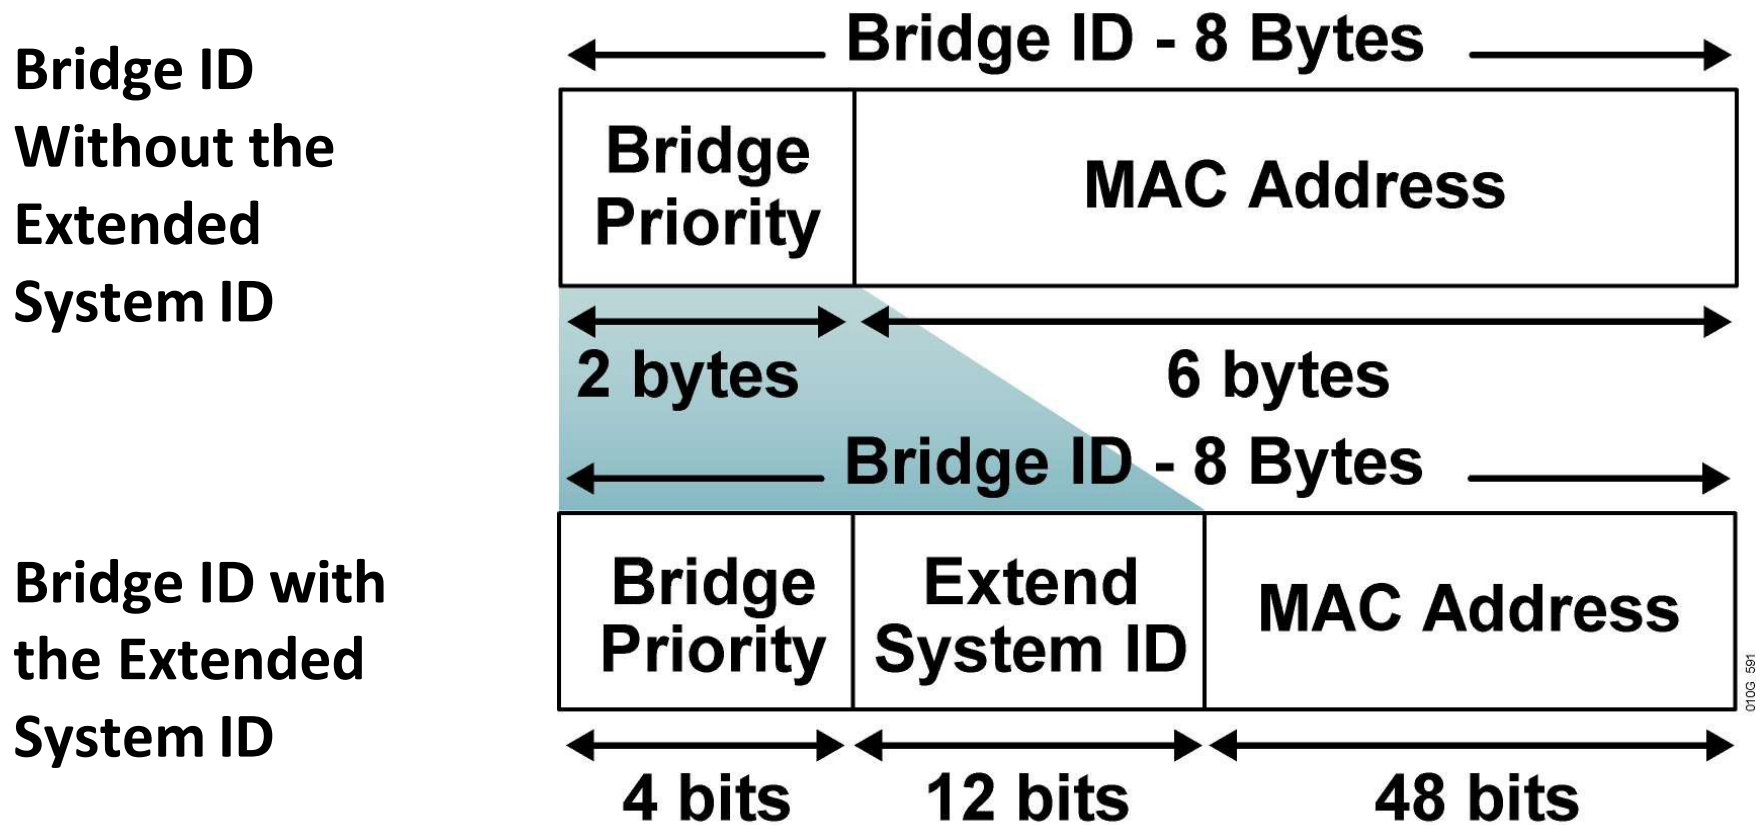 Bridge ID
Without the
Extended
System ID
Bridge ID - 8 Bytes
Bridge
Priority
MAC Address
2 bytes
6 bytes
Bridge ID with
the Extended
System ID
Bridge ID - 8 Bytes
Bridge
Priority
Extend
System ID
MAC Address
4 bits
12 bits
48 bits
010G_591